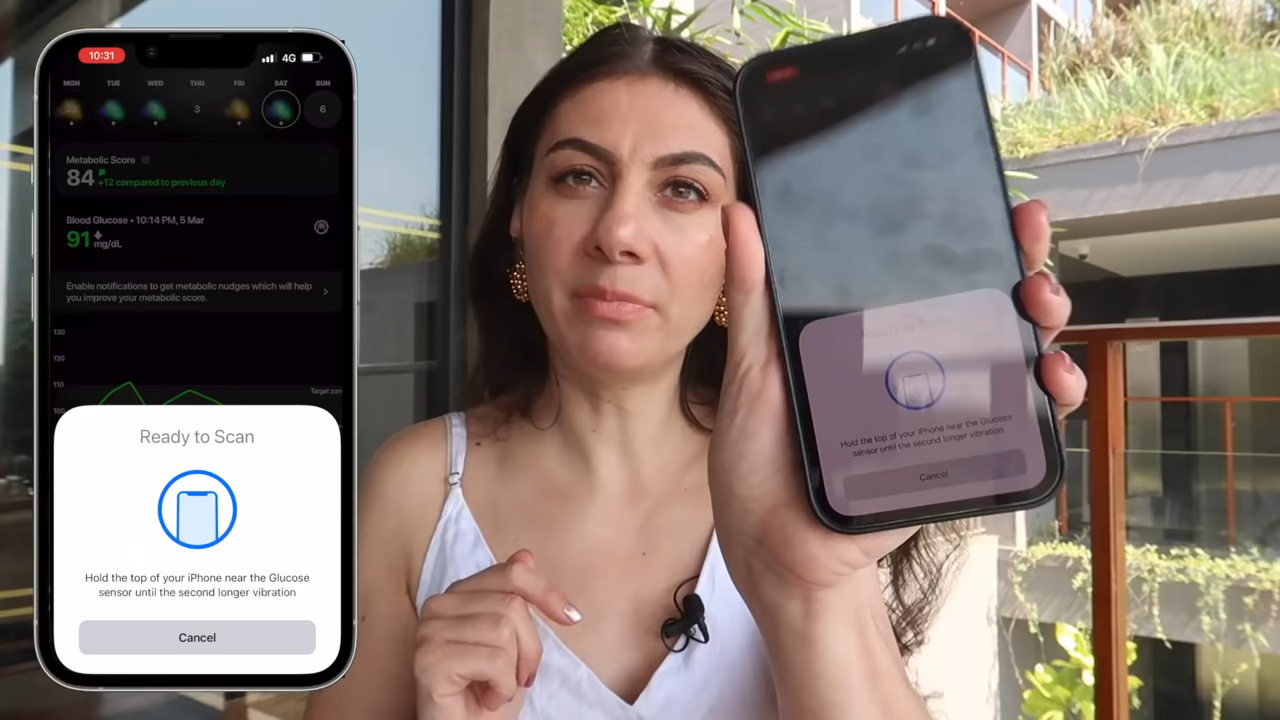 10:31
4G
MON TUE WED THU FRI SAT SUN
3 6
Metabolic Score
84 +12 compared to previous day
Blood Glucose • 10:14 PM, 5 Mar
91 mg/dL
Enable notifications to get metabolic nudges which will help
you improve your metabolic score.
130
120
110
Target zon
100
Ready to Scan
Hold the top of your iPhone near the Glucose
sensor until the second longer vibration
Cancel
Hold the top of your iPhone near the Glucose
sensor until the second longer vibration
Cancel